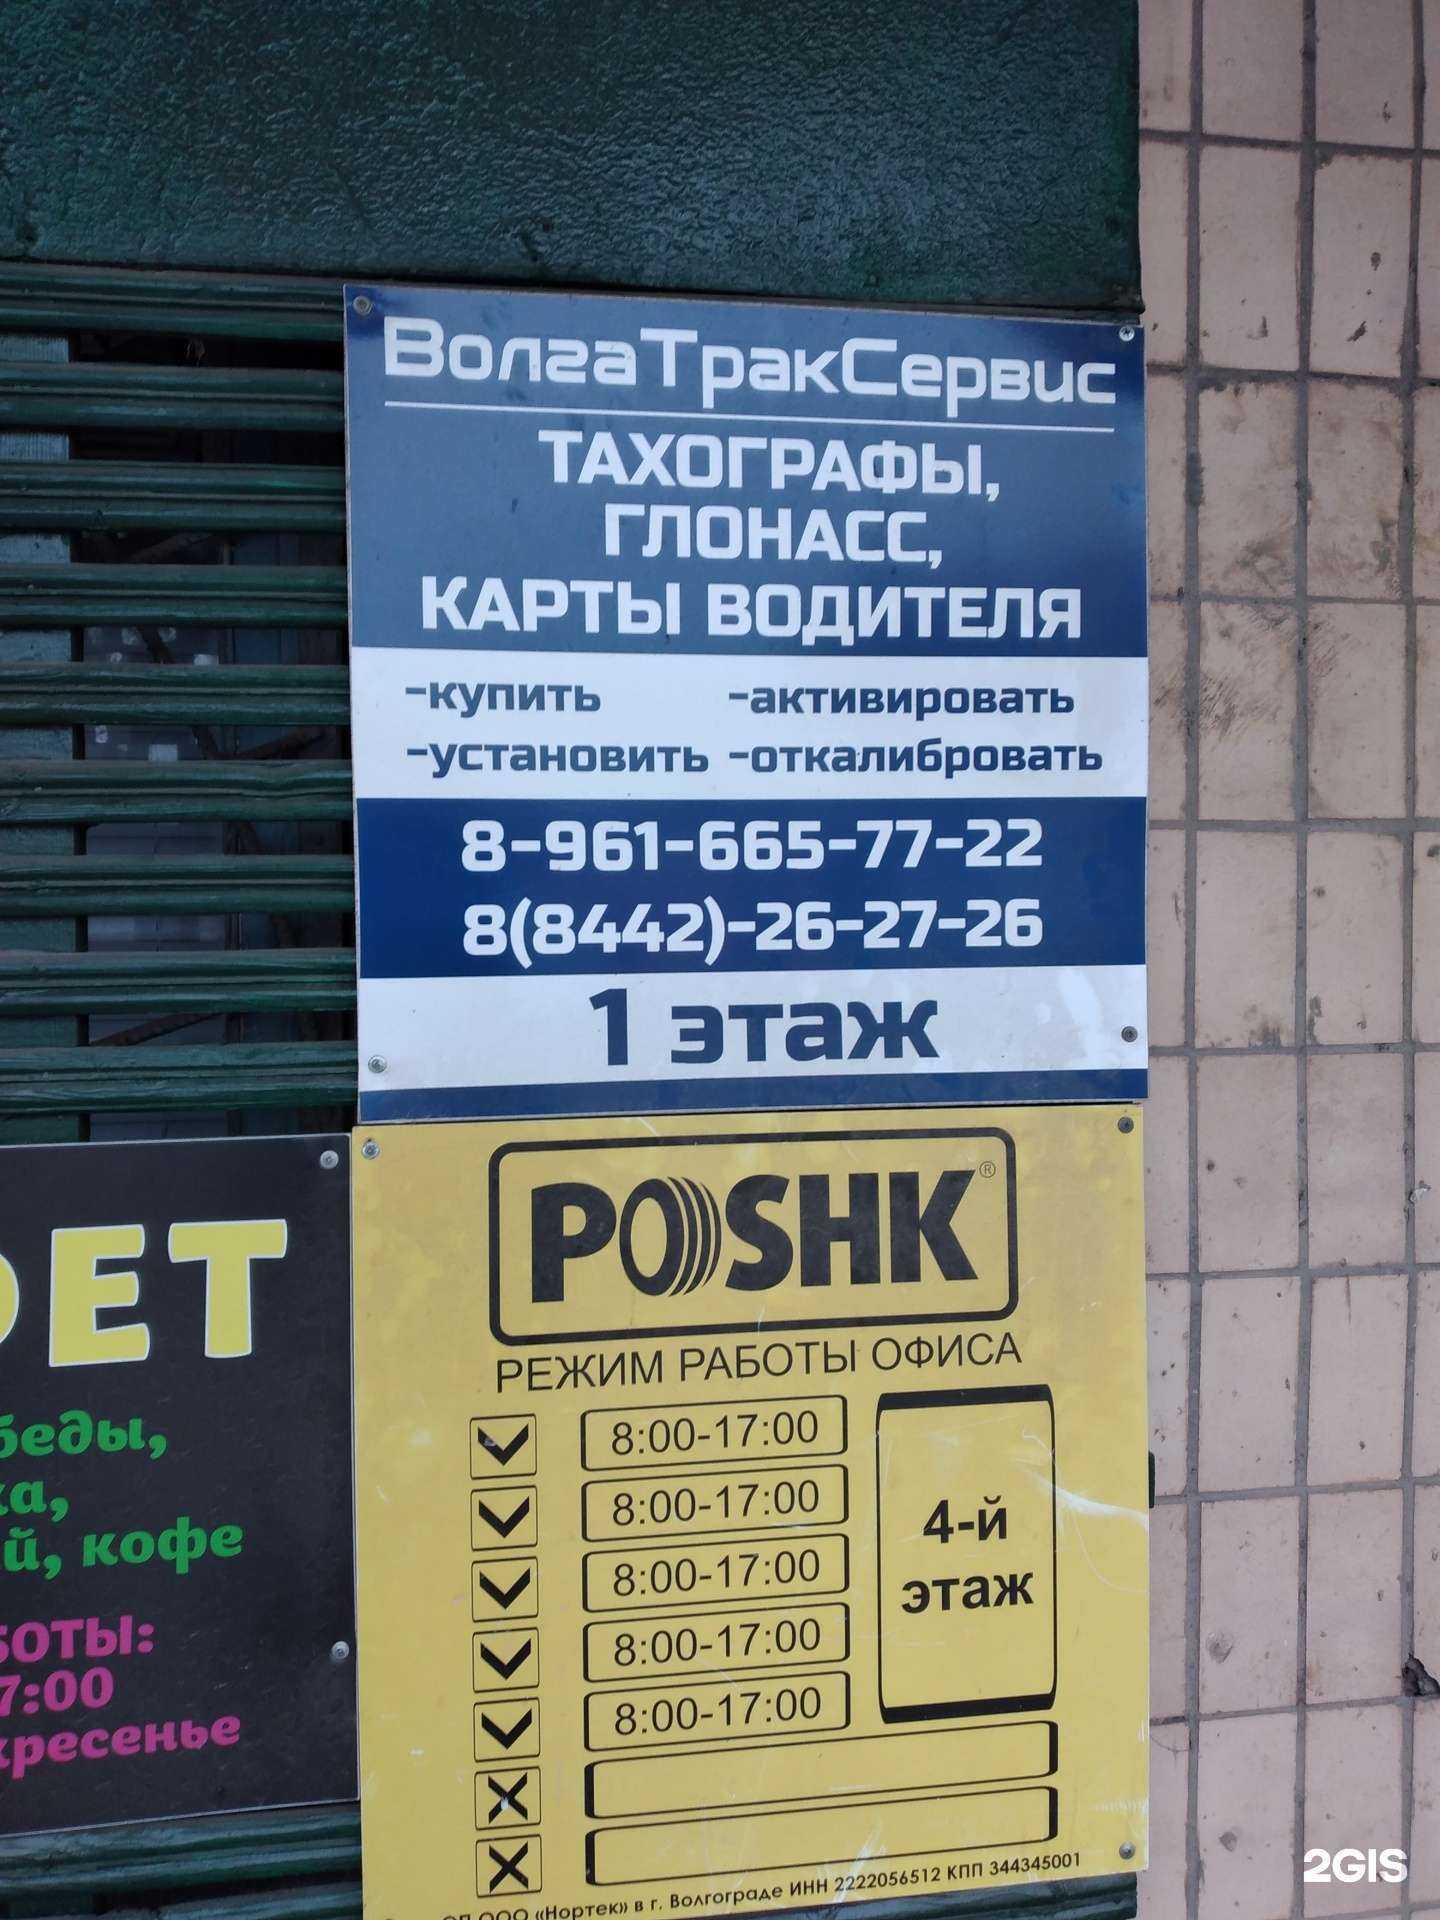 ВолгаТракСервис
ТАХОГРАФЫ,
ГЛОНАСС,
КАРТЫ ВОДИТЕЛЯ
-купить -активировать
-установить -откалибровать
8-961-665-77-22
8(8442)-26-27-26
1 этаж
POSHK®
РЕЖИМ РАБОТЫ ОФИСА
8:00-17:00
8:00-17:00
8:00-17:00
8:00-17:00
8:00-17:00
4-й
этаж
ООО «Нортек» в г. Волгограде ИНН 2222056512 КПП 344345001
ЕТ
беды,
ка,
й, кофе
БОТЫ:
7:00
кресенье
2GIS